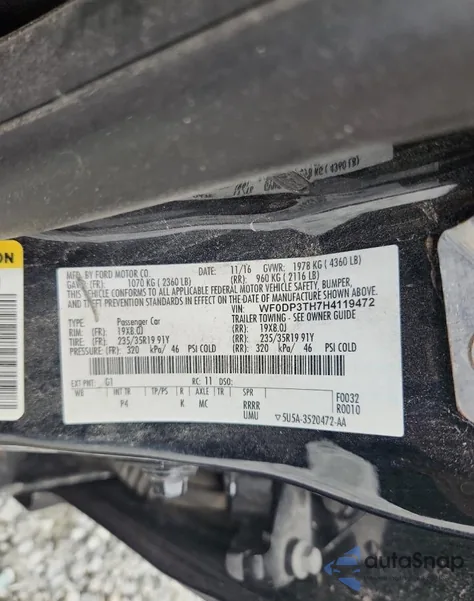 KG ( 4390 LB)
ON
MFD. BY FORD MOTOR CO. DATE: 11/16 GVWR: 1978 KG ( 4360 LB)
GAWR: FR: 1070 KG ( 2360 LB) RR: 960 KG ( 2116 LB)
THIS VEHICLE CONFORMS TO ALL APPLICABLE FEDERAL MOTOR VEHICLE SAFETY, BUMPER,
AND THEFT PREVENTION STANDARDS IN EFFECT ON THE DATE OF MANUFACTURE SHOWN ABOVE.
VIN: WF0DP3TH7H4119472
TYPE: Passenger Car TRAILER TOWING - SEE OWNER GUIDE
RIM: (FR): 19X8.0J (RR): 19X8.0J
TIRE: (FR): 235/35R19 91Y (RR): 235/35R19 91Y
PRESSURE: (FR): 320 kPa/ 46 PSI COLD (RR): 320 kPa/ 46 PSI COLD
EXT PNT: G1 RC: 11 DSO:
WB INT TR TP/PS R AXLE TR SPR F0032
P4 K MC RRRR R0010
UMU 5U5A-3520472-AA
autoSnap